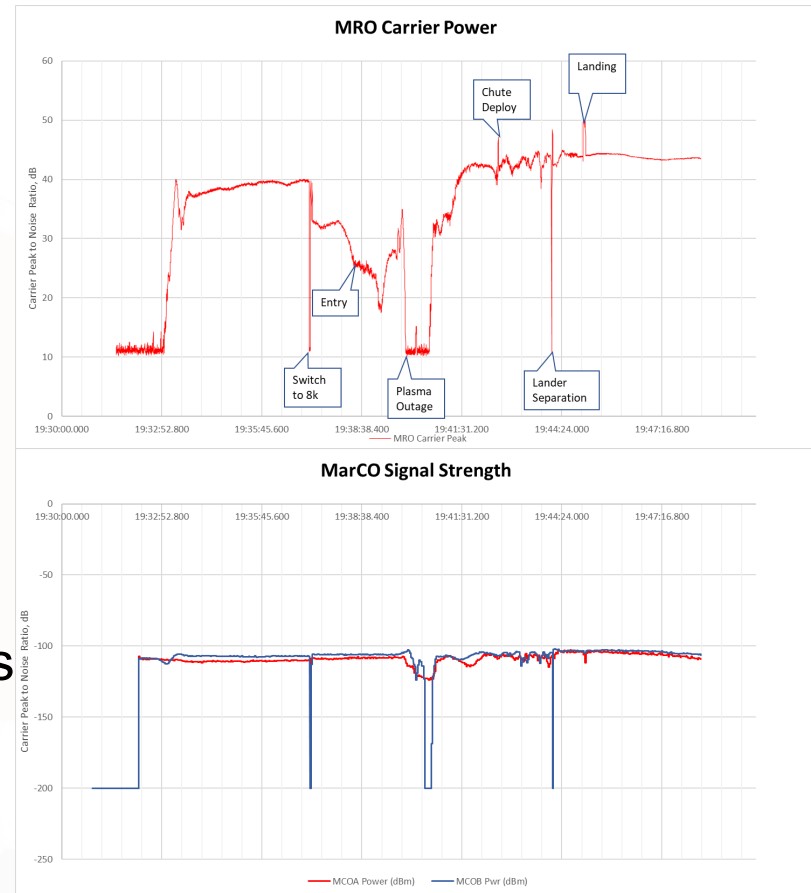 MRO Carrier Power
Carrier Peak to Noise Ratio, dB
60
50
40
30
20
10
0
Landing
Chute
Deploy
Entry
Switch
to 8k
Plasma
Outage
Lander
Separation
19:30:00.000 19:32:52.800 19:35:45.600 19:38:38.400 19:41:31.200 19:44:24.000 19:47:16.800
MRO Carrier Peak
MarCO Signal Strength
s
Carrier Peak to Noise Ratio, dB
0
19:30:00.000 19:32:52.800 19:35:45.600 19:38:38.400 19:41:31.200 19:44:24.000 19:47:16.800
-50
-100
-150
-200
-250
MCOA Power (dBm) MCOB Pwr (dBm)